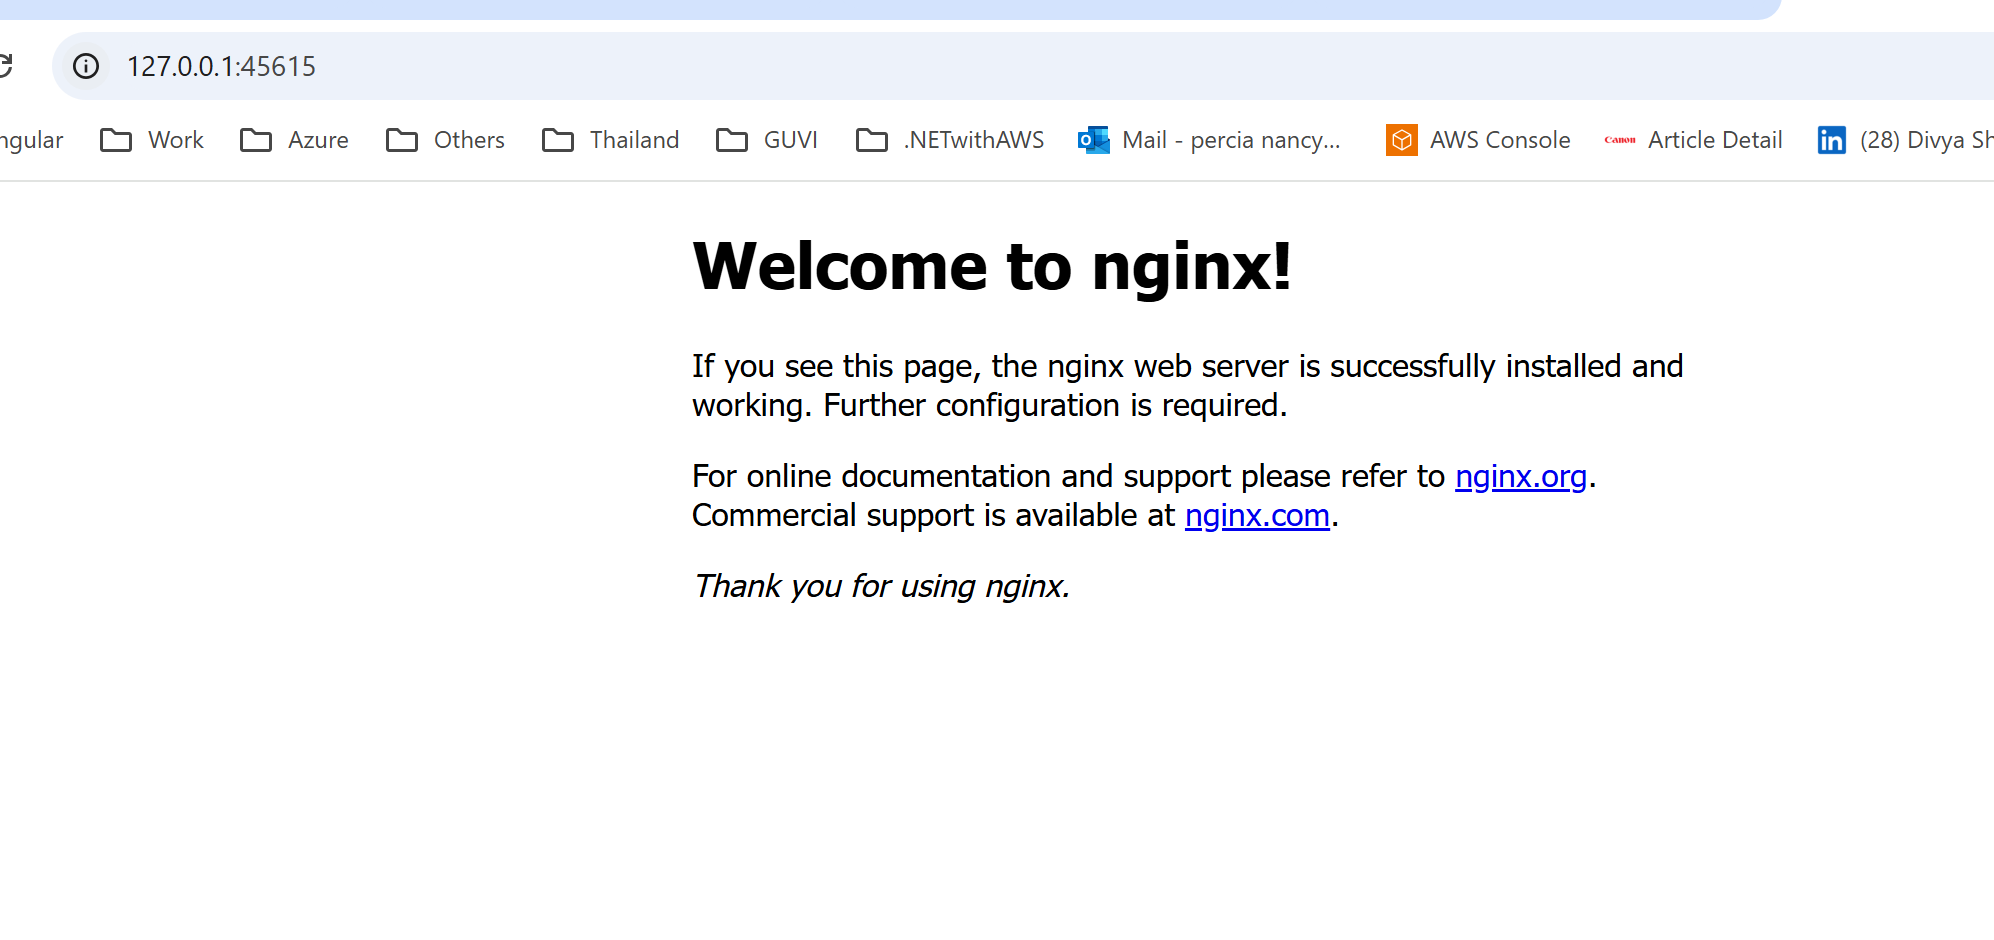 127.0.0.1:45615
ngular Work Azure Others Thailand GUVI .NETwithAWS Mail - percia nancy... AWS Console Canon Article Detail in (28) Divya Sh
Welcome to nginx!
If you see this page, the nginx web server is successfully installed and
working. Further configuration is required.
For online documentation and support please refer to nginx.org.
Commercial support is available at nginx.com.
Thank you for using nginx.